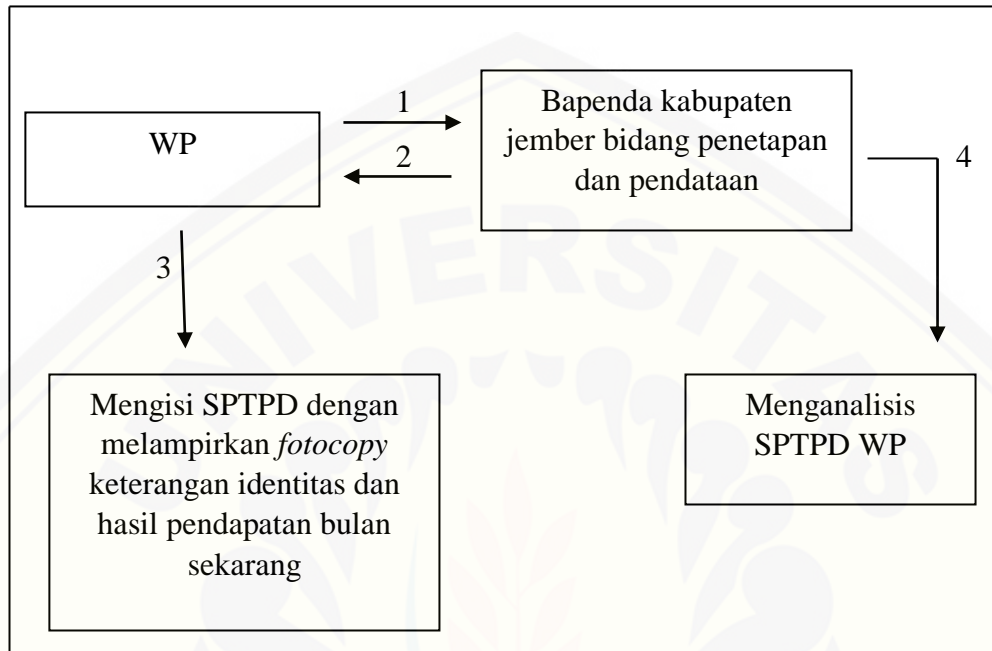 WP
1
2
Bapenda kabupaten
jember bidang penetapan
dan pendataan
4
3
Mengisi SPTPD dengan
melampirkan fotocopy
keterangan identitas dan
hasil pendapatan bulan
sekarang
Menganalisis
SPTPD WP
UNIVERSITAS